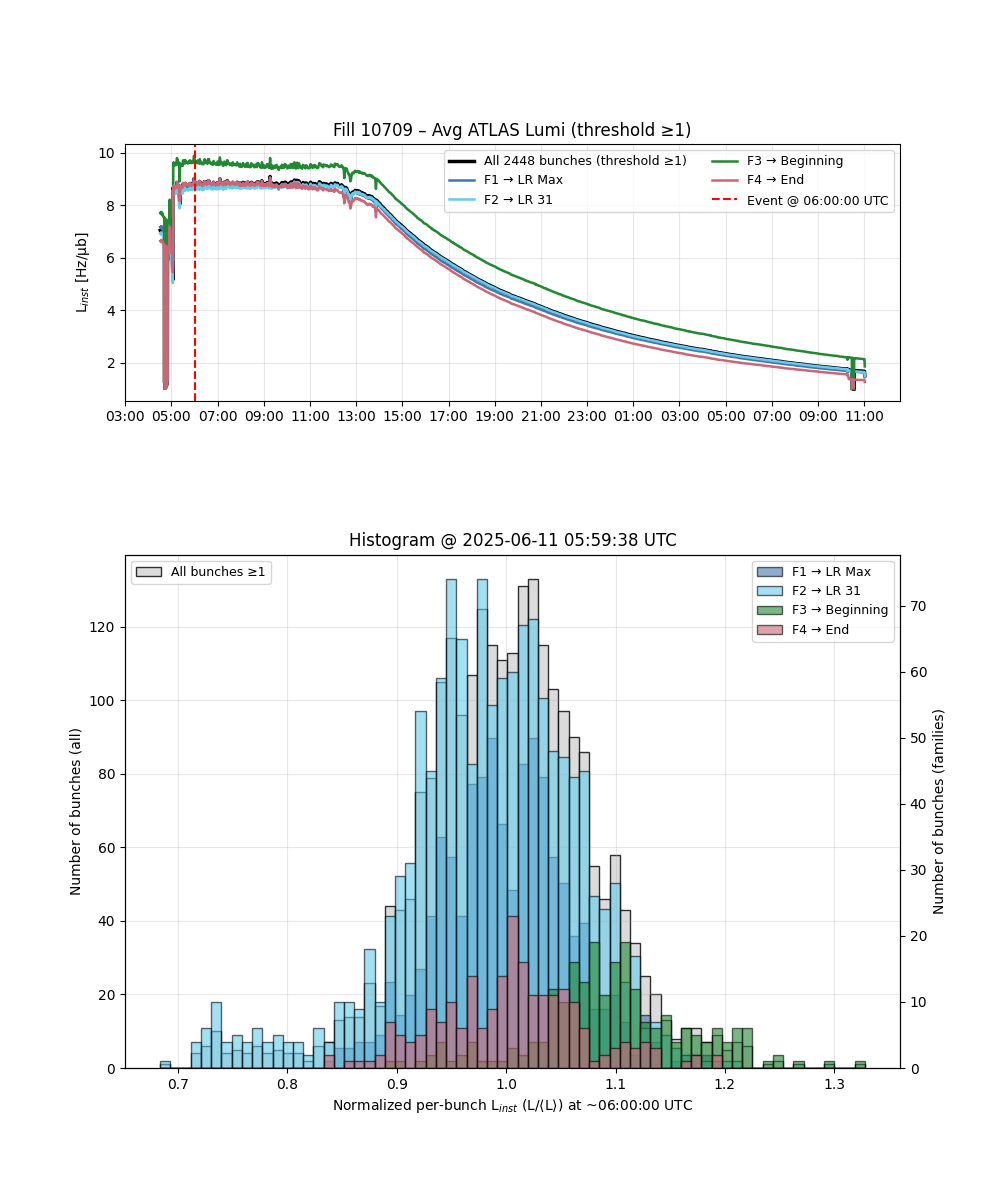 Fill 10709 – Avg ATLAS Lumi (threshold ≥1)
All 2448 bunches (threshold ≥1)
F1 → LR Max
F2 → LR 31
F3 → Beginning
F4 → End
Event @ 06:00:00 UTC
L_inst [Hz/μb]
10
8
6
4
2
03:00 05:00 07:00 09:00 11:00 13:00 15:00 17:00 19:00 21:00 23:00 01:00 03:00 05:00 07:00 09:00 11:00
Histogram @ 2025-06-11 05:59:38 UTC
All bunches ≥1
F1 → LR Max
F2 → LR 31
F3 → Beginning
F4 → End
Number of bunches (all)
120
100
80
60
40
20
0
Number of bunches (families)
70
60
50
40
30
20
10
0
0.7 0.8 0.9 1.0 1.1 1.2 1.3
Normalized per-bunch L_inst (L/⟨L⟩) at ~06:00:00 UTC